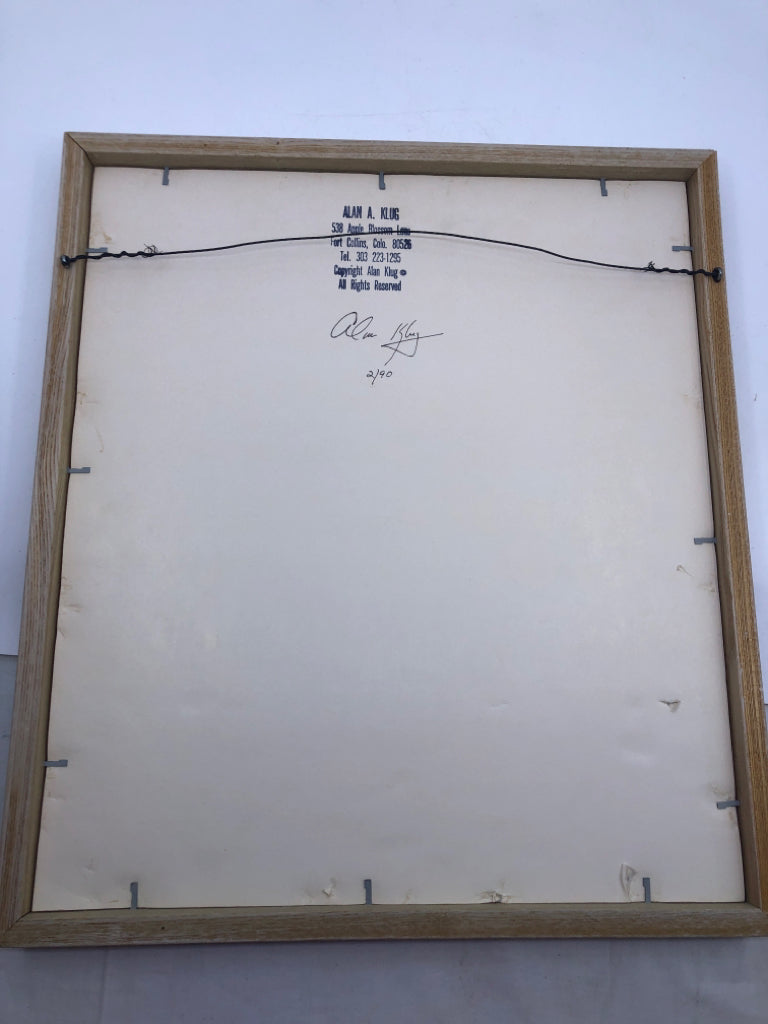 ALAN A. KLUG
538 Apple Blossom Lane
Fort Collins, Colo. 80526
Tel. 303 223-1295
Copyright Alan Klug ©
All Rights Reserved
Alan Klug
2/90